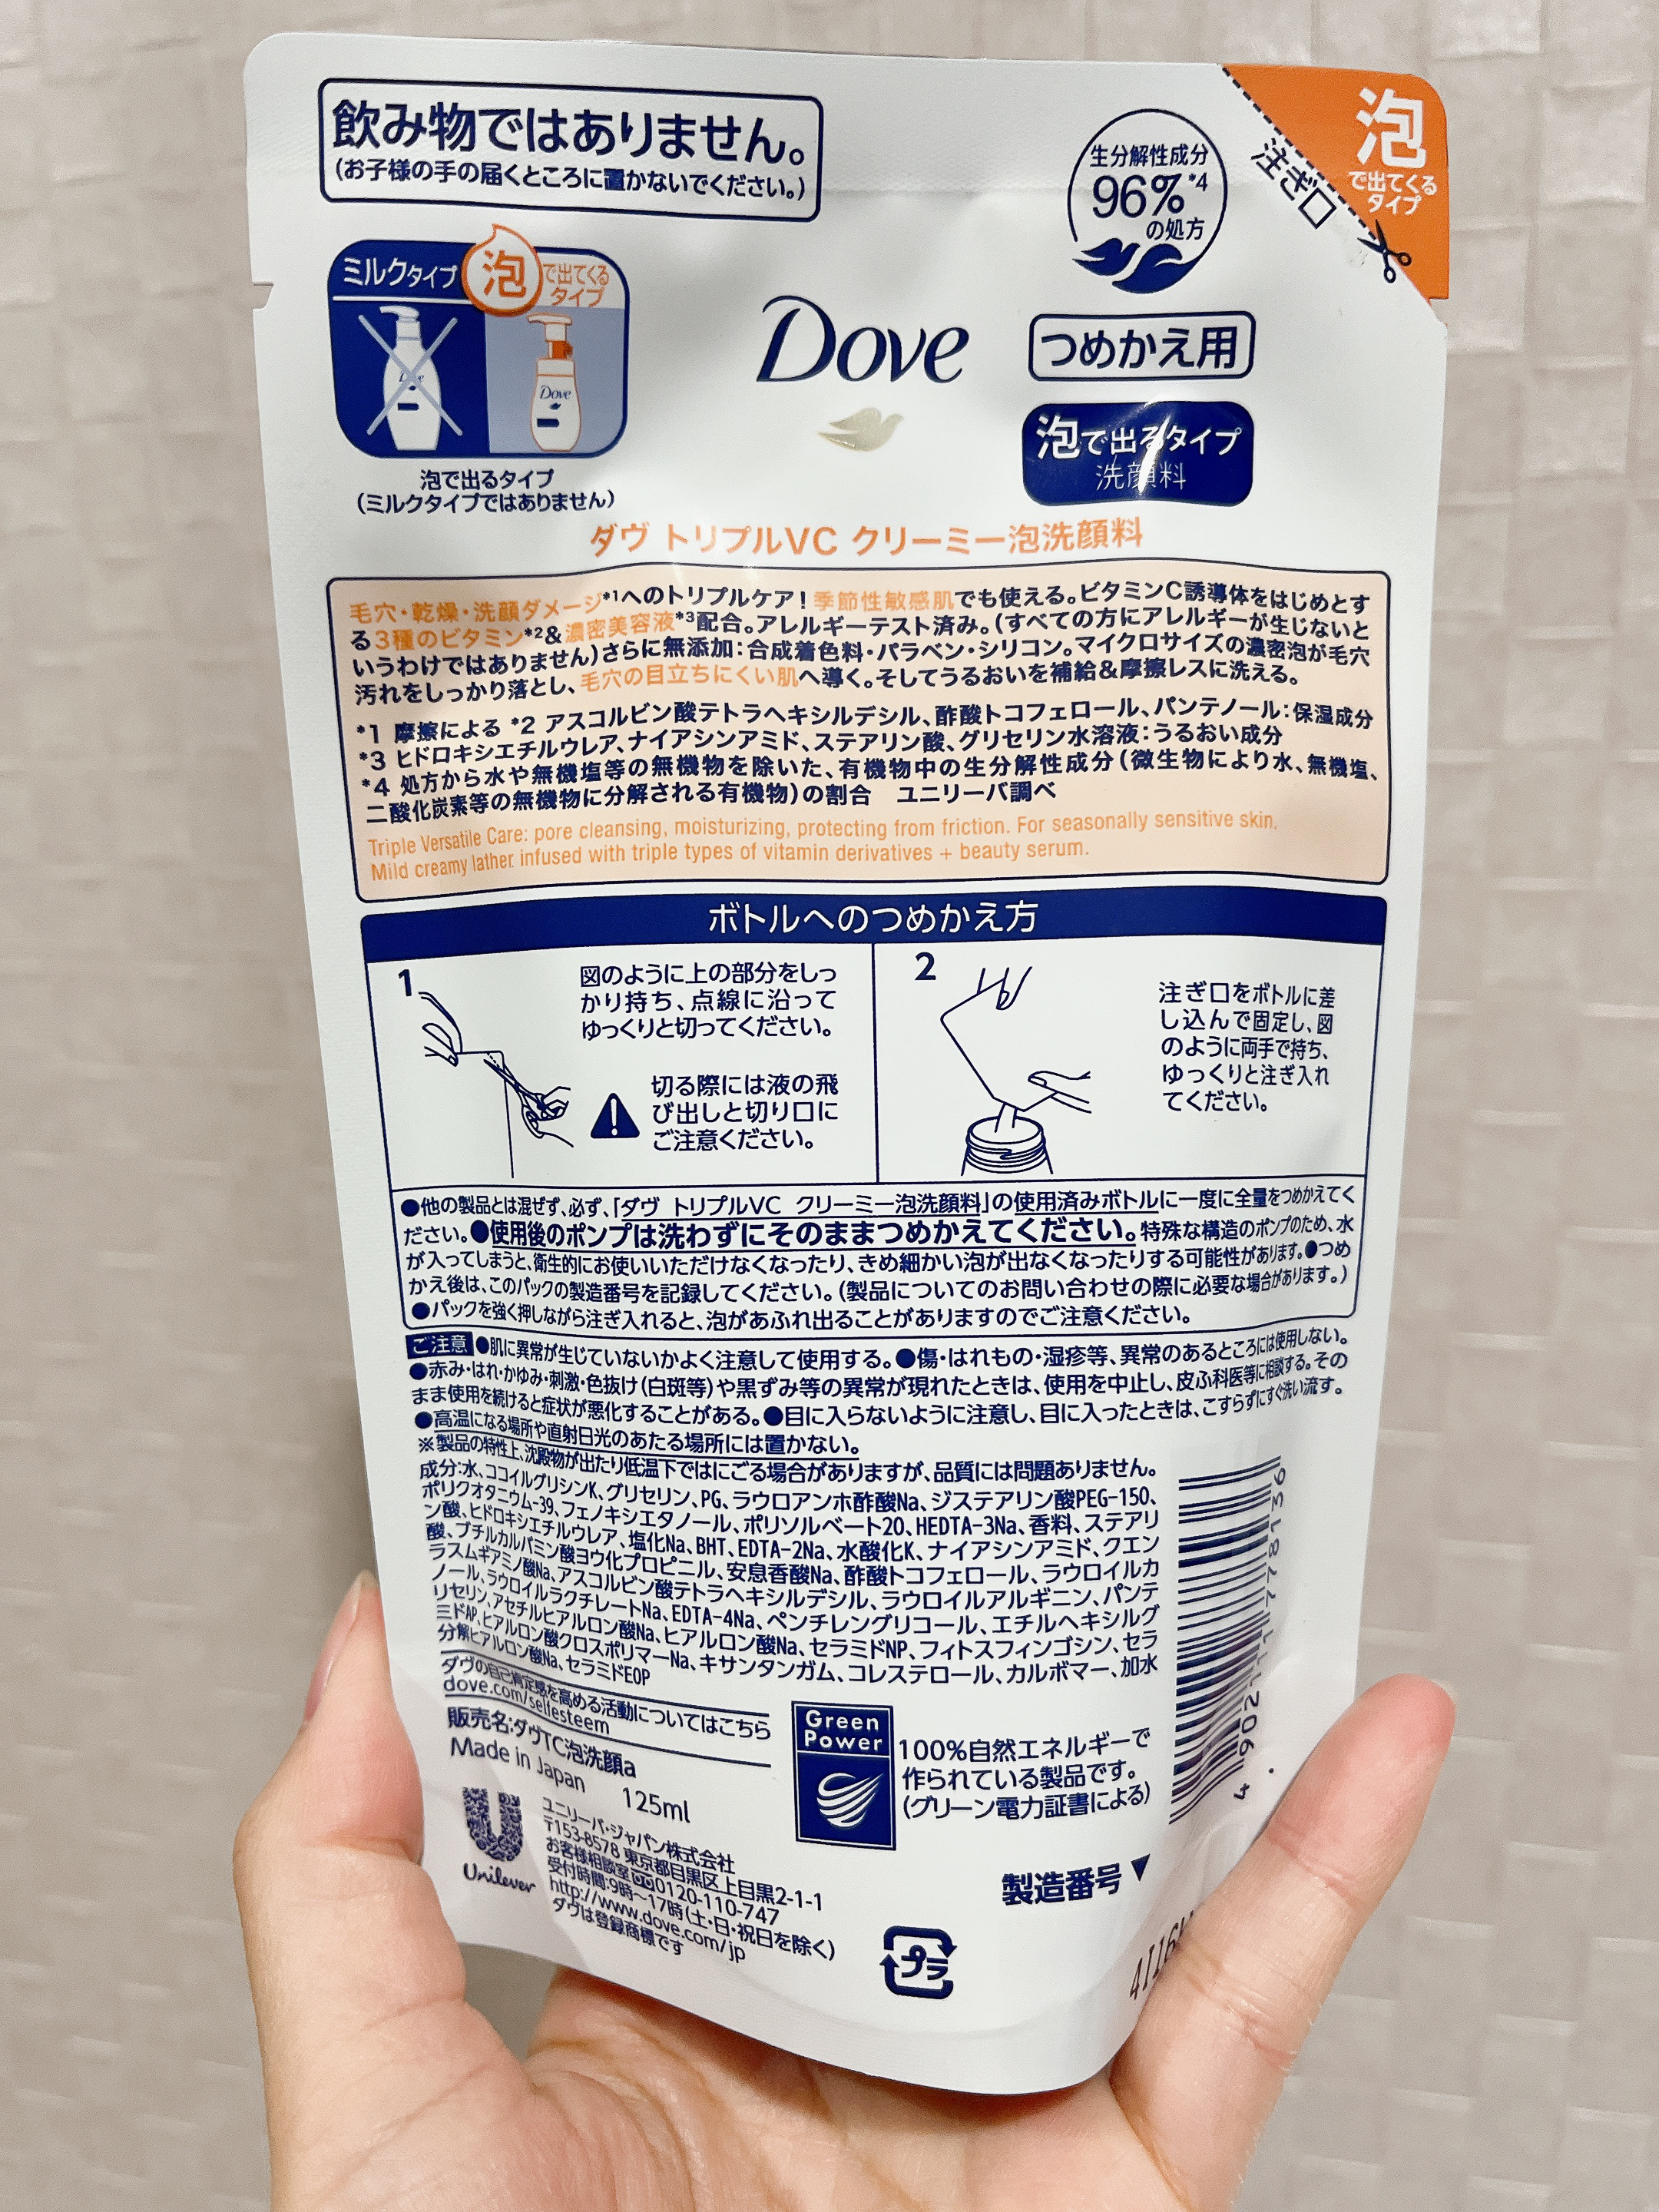 飲み物ではありません。
(お子様の手の届くところに置かないでください。)
生分解性成分
96%*4
の処方
注ぎ口
泡
で出てくる
タイプ
ミルクタイプ
泡
で出てくる
タイプ
Dove
Dove
泡で出るタイプ
(ミルクタイプではありません)
Dove
つめかえ用
泡で出るタイプ
洗顔料
ダヴ トリプルVC クリーミー泡洗顔料
毛穴・乾燥・洗顔ダメージ*1へのトリプルケア！季節性敏感肌でも使える。ビタミンC誘導体をはじめとす
る3種のビタミン*2&濃密美容液*3配合。アレルギーテスト済み。(すべての方にアレルギーが生じないと
いうわけではありません)さらに無添加：合成着色料・パラベン・シリコン。マイクロサイズの濃密泡が毛穴
汚れをしっかり落とし、毛穴の目立ちにくい肌へ導く。そしてうるおいを補給&摩擦レスに洗える。
*1 摩擦による *2 アスコルビン酸テトラヘキシルデシル、酢酸トコフェロール、パンテノール：保湿成分
*3 ヒドロキシエチルウレア、ナイアシンアミド、ステアリン酸、グリセリン水溶液：うるおい成分
*4 処方から水や無機塩等の無機物を除いた、有機物中の生分解性成分(微生物により水、無機塩、
二酸化炭素等の無機物に分解される有機物)の割合 ユニリーバ調べ
Triple Versatile Care: pore cleansing, moisturizing, protecting from friction. For seasonally sensitive skin.
Mild creamy lather infused with triple types of vitamin derivatives + beauty serum.
ボトルへのつめかえ方
1
図のように上の部分をしっ
かり持ち、点線に沿って
ゆっくりと切ってください。
切る際には液の飛
び出しと切り口に
ご注意ください。
2
注ぎ口をボトルに差
し込んで固定し、図
のように両手で持ち、
ゆっくりと注ぎ入れ
てください。
●他の製品とは混ぜず、必ず、「ダヴ トリプルVC クリーミー泡洗顔料」の使用済みボトルに一度に全量をつめかえてく
ださい。●使用後のポンプは洗わずにそのままつめかえてください。特殊な構造のポンプのため、水
が入ってしまうと、衛生的にお使いいただけなくなったり、きめ細かい泡が出なくなったりする可能性があります。●つめ
かえ後は、このパックの製造番号を記録してください。(製品についてのお問い合わせの際に必要な場合があります。)
●パックを強く押しながら注ぎ入れると、泡があふれ出ることがありますのでご注意ください。
ご注意 ●肌に異常が生じていないかよく注意して使用する。●傷・はれもの・湿疹等、異常のあるところには使用しない。
●赤み・はれ・かゆみ・刺激・色抜け(白斑等)や黒ずみ等の異常が現れたときは、使用を中止し、皮ふ科医等に相談する。その
まま使用を続けると症状が悪化することがある。●目に入らないように注意し、目に入ったときは、こすらずにすぐ洗い流す。
●高温になる場所や直射日光のあたる場所には置かない。
※製品の特性上、沈殿物が出たり低温下ではにごる場合がありますが、品質には問題ありません。
成分：水、ココイルグリシンK、グリセリン、PG、ラウロアンホ酢酸Na、ジステアリン酸PEG-150、
ポリクオタニウム-39、フェノキシエタノール、ポリソルベート20、HEDTA-3Na、香料、ステアリ
ン酸、ヒドロキシエチルウレア、塩化Na、BHT、EDTA-2Na、水酸化K、ナイアシンアミド、クエン
酸、ブチルカルバミン酸ヨウ化プロピニル、安息香酸Na、酢酸トコフェロール、ラウロイルカ
ラスムギアミノ酸Na、アスコルビン酸テトラヘキシルデシル、ラウロイルアルギニン、パンテ
ノール、ラウロイルラクチレートNa、EDTA-4Na、ペンチレングリコール、エチルヘキシルグ
リセリン、アセチルヒアルロン酸Na、ヒアルロン酸Na、セラミドNP、フィトスフィンゴシン、セラ
ミドAP、ヒアルロン酸クロスポリマーNa、キサンタンガム、コレステロール、カルボマー、加水
分解ヒアルロン酸Na、セラミドEOP
ダヴの自己肯定感を高める活動についてはこちら
dove.com/selfesteem
販売名：ダヴTC泡洗顔a
Made in Japan
125ml
Unilever
ユニリーバ・ジャパン株式会社
〒153-8578 東京都目黒区上目黒2-1-1
お客様相談室 0120-110-747
受付時間：9時～17時(土・日・祝日を除く)
http://www.dove.com/jp
ダヴは登録商標です
Green
Power
100%自然エネルギーで
作られている製品です。
(グリーン電力証書による)
製造番号▼
プラ